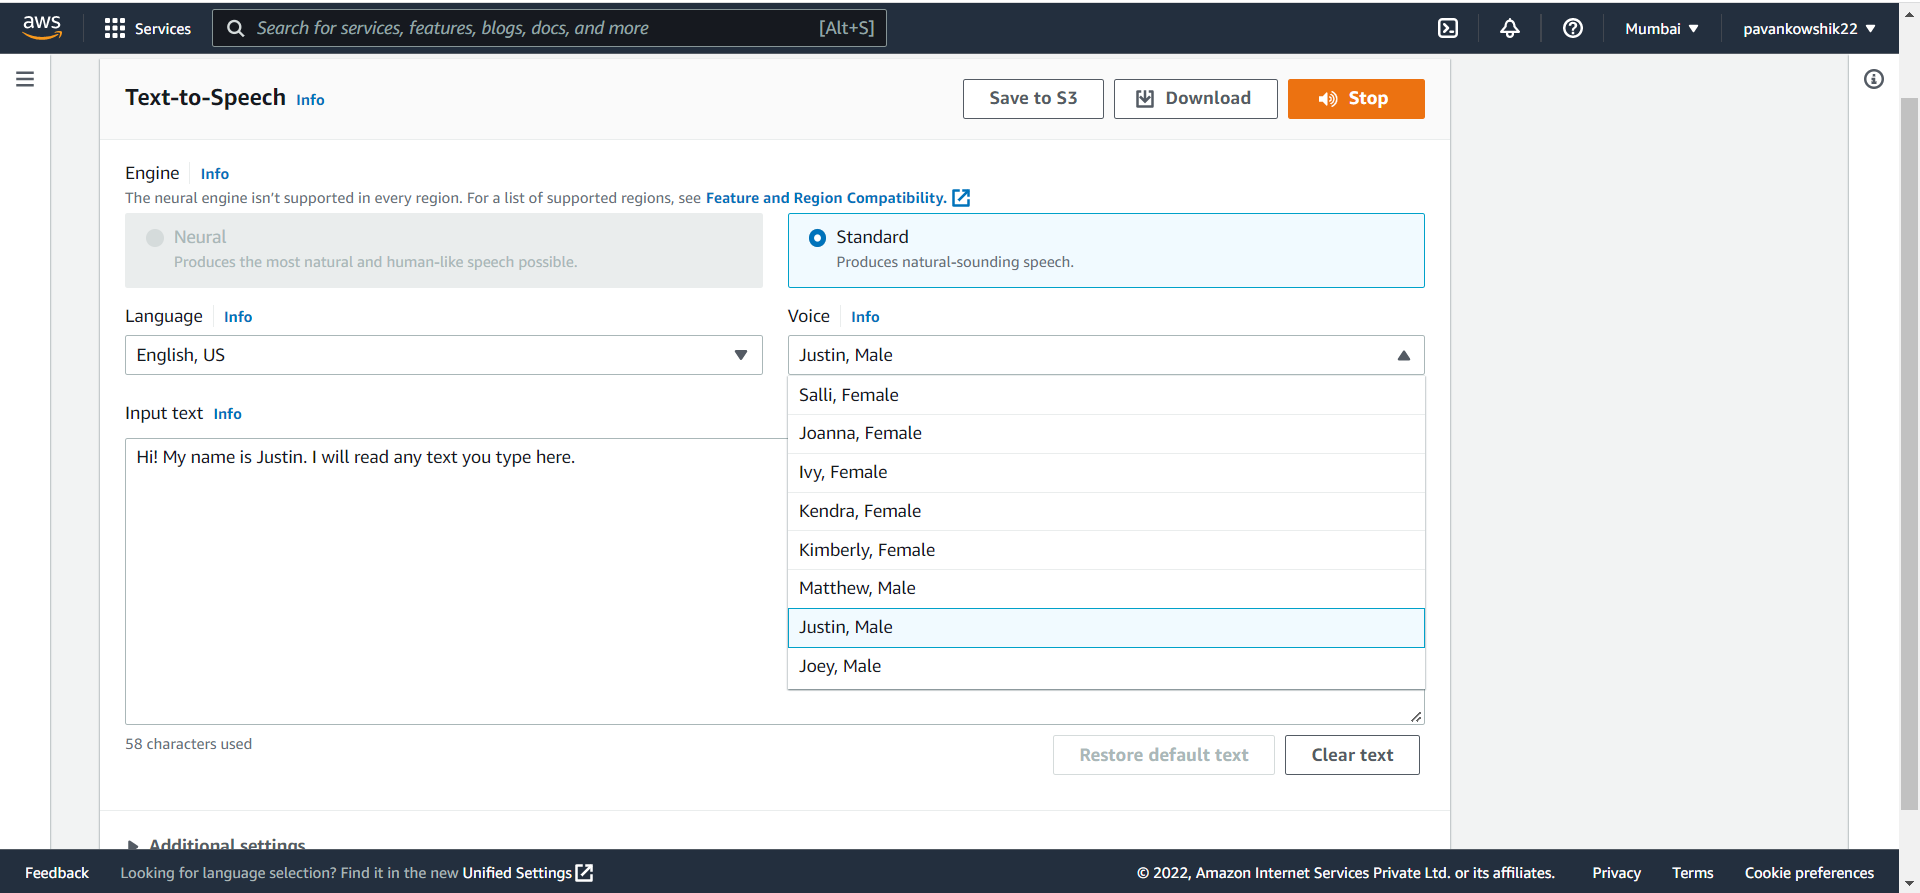 aws
Services
Search for services, features, blogs, docs, and more [Alt+S]
Mumbai ▼
pavankowshik22 ▼
Text-to-Speech Info
Save to S3
Download
Stop
Engine Info
The neural engine isn't supported in every region. For a list of supported regions, see Feature and Region Compatibility.
Neural
Produces the most natural and human-like speech possible.
Standard
Produces natural-sounding speech.
Language Info
English, US
Voice Info
Justin, Male
Salli, Female
Joanna, Female
Ivy, Female
Kendra, Female
Kimberly, Female
Matthew, Male
Justin, Male
Joey, Male
Input text Info
Hi! My name is Justin. I will read any text you type here.
58 characters used
Restore default text
Clear text
Additional settings
Feedback
Looking for language selection? Find it in the new Unified Settings
© 2022, Amazon Internet Services Private Ltd. or its affiliates.
Privacy
Terms
Cookie preferences